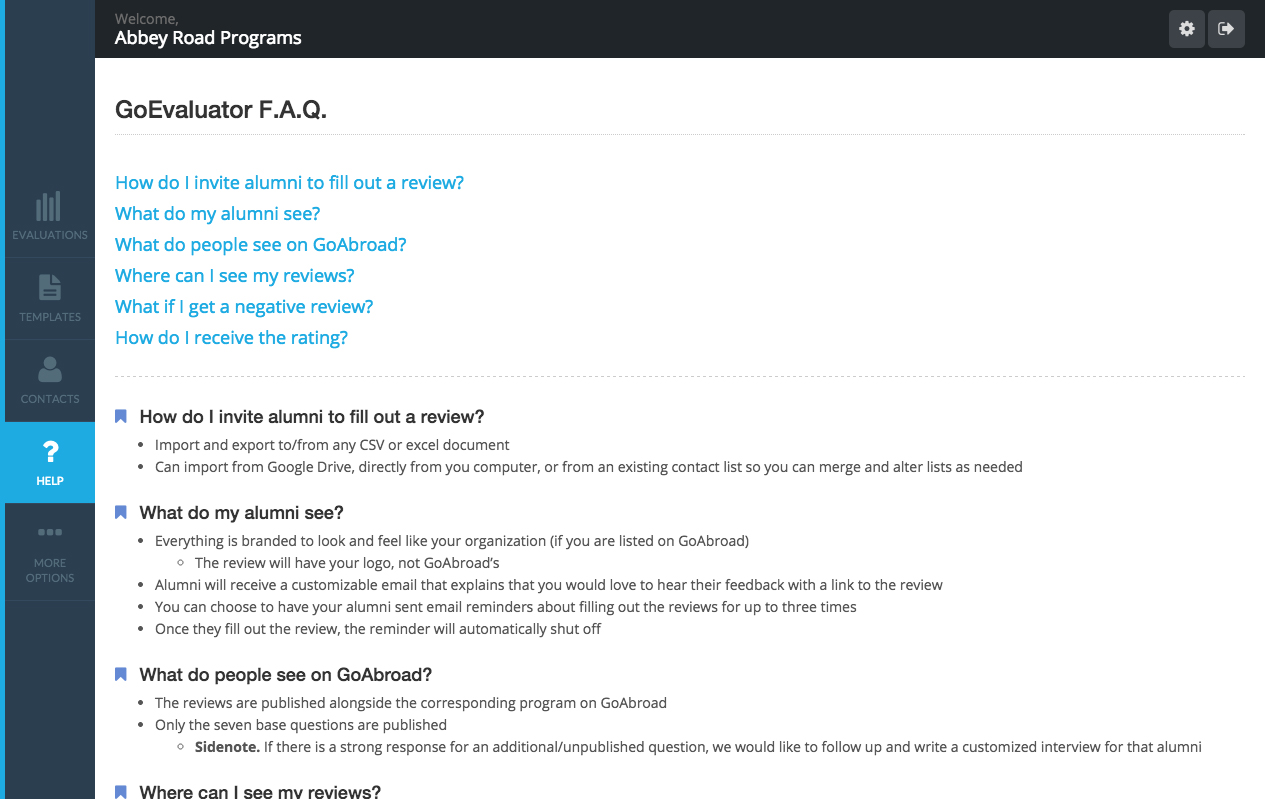 Welcome,
Abbey Road Programs
EVALUATIONS
TEMPLATES
CONTACTS
?
HELP
MORE
OPTIONS
GoEvaluator F.A.Q.
How do I invite alumni to fill out a review?
What do my alumni see?
What do people see on GoAbroad?
Where can I see my reviews?
What if I get a negative review?
How do I receive the rating?
How do I invite alumni to fill out a review?
Import and export to/from any CSV or excel document
Can import from Google Drive, directly from you computer, or from an existing contact list so you can merge and alter lists as needed
What do my alumni see?
Everything is branded to look and feel like your organization (if you are listed on GoAbroad)
The review will have your logo, not GoAbroad’s
Alumni will receive a customizable email that explains that you would love to hear their feedback with a link to the review
You can choose to have your alumni sent email reminders about filling out the reviews for up to three times
Once they fill out the review, the reminder will automatically shut off
What do people see on GoAbroad?
The reviews are published alongside the corresponding program on GoAbroad
Only the seven base questions are published
Sidenote. If there is a strong response for an additional/unpublished question, we would like to follow up and write a customized interview for that alumni
Where can I see my reviews?